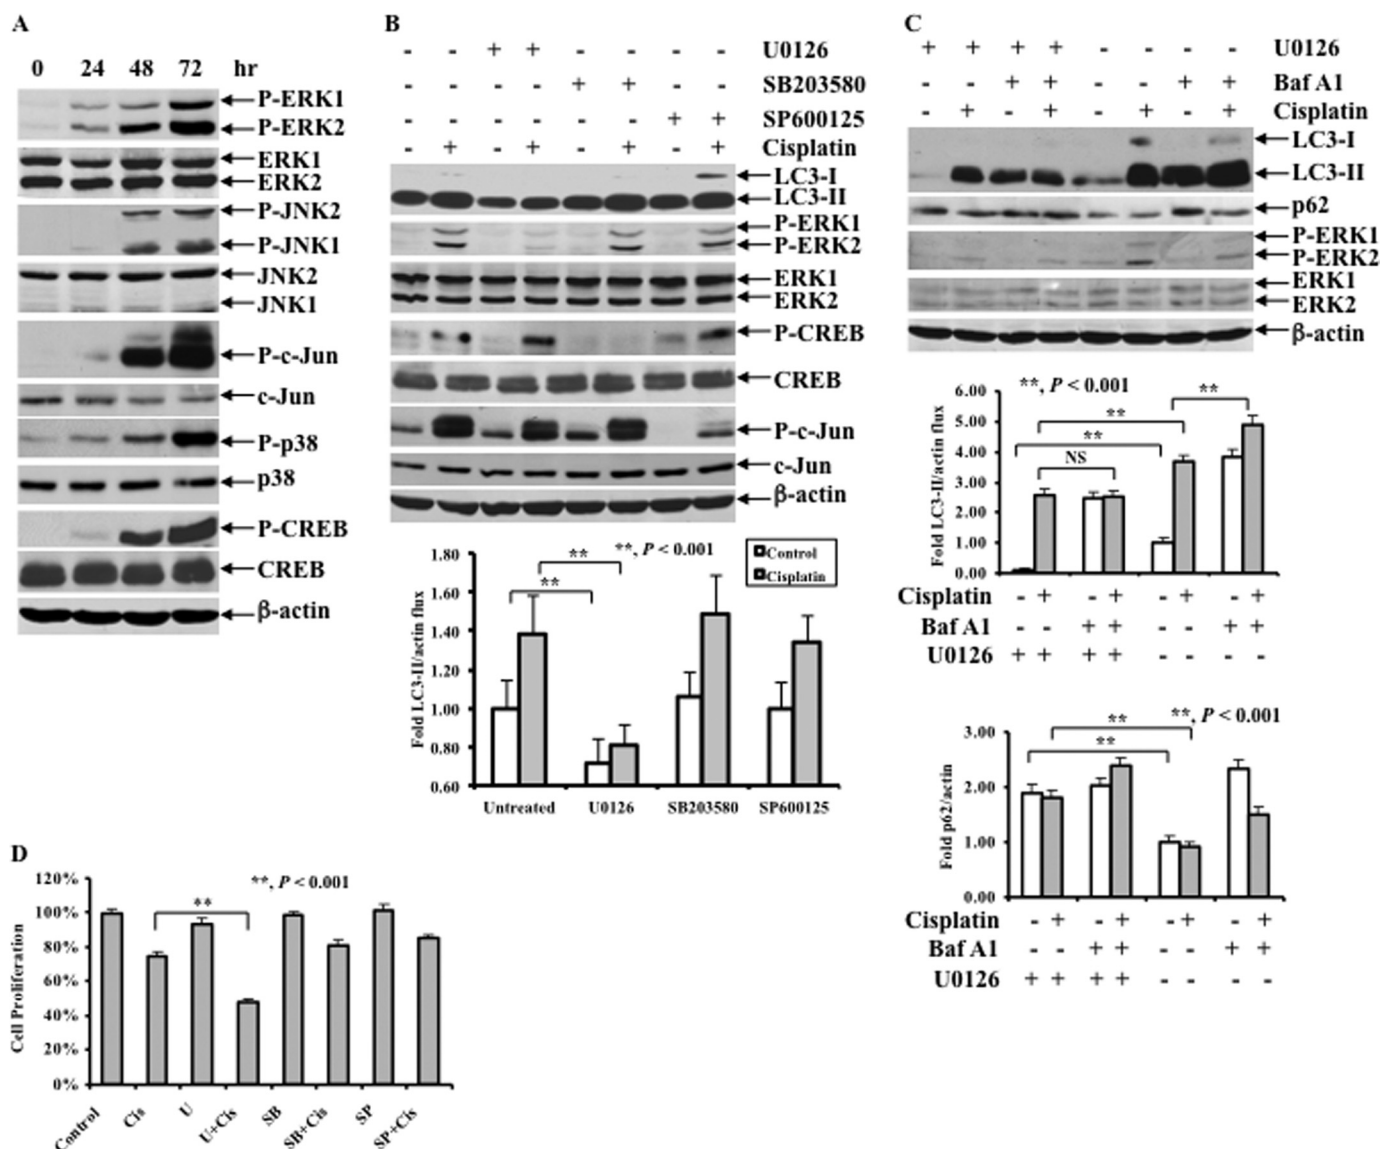 A
0 24 48 72 hr
P-ERK1
P-ERK2
ERK1
ERK2
P-JNK2
P-JNK1
JNK2
JNK1
P-c-Jun
c-Jun
P-p38
p38
P-CREB
CREB
β-actin
B
- - + + - - - - U0126
- - - - + + - - SB203580
- - - - - - + + SP600125
- + - + - + - + Cisplatin
LC3-I
LC3-II
P-ERK1
P-ERK2
ERK1
ERK2
P-CREB
CREB
P-c-Jun
c-Jun
β-actin
**, P < 0.001
Control
Cisplatin
**
**
Fold LC3-II/actin flux
1.80
1.60
1.40
1.20
1.00
0.80
0.60
Untreated U0126 SB203580 SP600125
C
+ + + + - - - - U0126
- - + + - - + + Baf A1
- + - + - + - + Cisplatin
LC3-I
LC3-II
p62
P-ERK1
P-ERK2
ERK1
ERK2
β-actin
**, P < 0.001
**
**
**
NS
Fold LC3-II/actin flux
6.00
5.00
4.00
3.00
2.00
1.00
0.00
Cisplatin - + - + - + - +
Baf A1 - - + + - - + +
U0126 + + + + - - - -
**, P < 0.001
**
**
Fold p62/actin
3.00
2.00
1.00
0.00
Cisplatin - + - + - + - +
Baf A1 - - + + - - + +
U0126 + + + + - - - -
D
**, P < 0.001
**
Cell Proliferation
120%
100%
80%
60%
40%
20%
0%
Control Cis U U+Cis SB SB+Cis SP SP+Cis